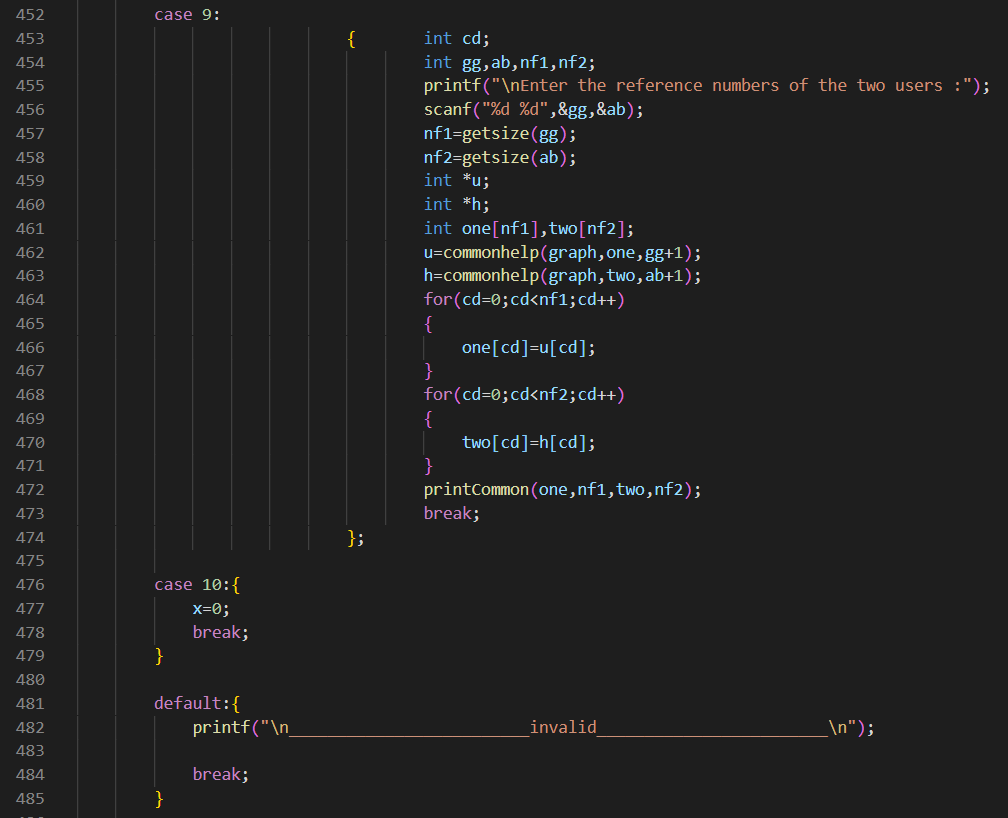 452 case 9:
453 { int cd;
454 int gg,ab,nf1,nf2;
455 printf("\nEnter the reference numbers of the two users :");
456 scanf("%d %d",&gg,&ab);
457 nf1=getsize(gg);
458 nf2=getsize(ab);
459 int *u;
460 int *h;
461 int one[nf1],two[nf2];
462 u=commonhelp(graph,one,gg+1);
463 h=commonhelp(graph,two,ab+1);
464 for(cd=0;cd<nf1;cd++)
465 {
466 one[cd]=u[cd];
467 }
468 for(cd=0;cd<nf2;cd++)
469 {
470 two[cd]=h[cd];
471 }
472 printCommon(one,nf1,two,nf2);
473 break;
474 };
475
476 case 10:{
477 x=0;
478 break;
479 }
480
481 default:{
482 printf("\n_________________________invalid________________________\n");
483
484 break;
485 }